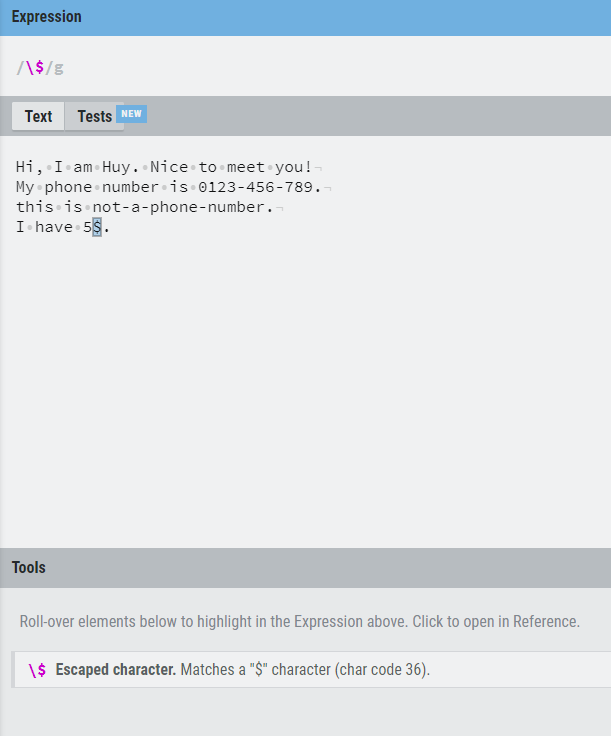 Expression
/\$/g
Text Tests NEW
Hi, I am Huy. Nice to meet you!
My phone number is 0123-456-789.
this is not-a-phone-number.
I have 5$.
Tools
Roll-over elements below to highlight in the Expression above. Click to open in Reference.
\$ Escaped character. Matches a "$" character (char code 36).